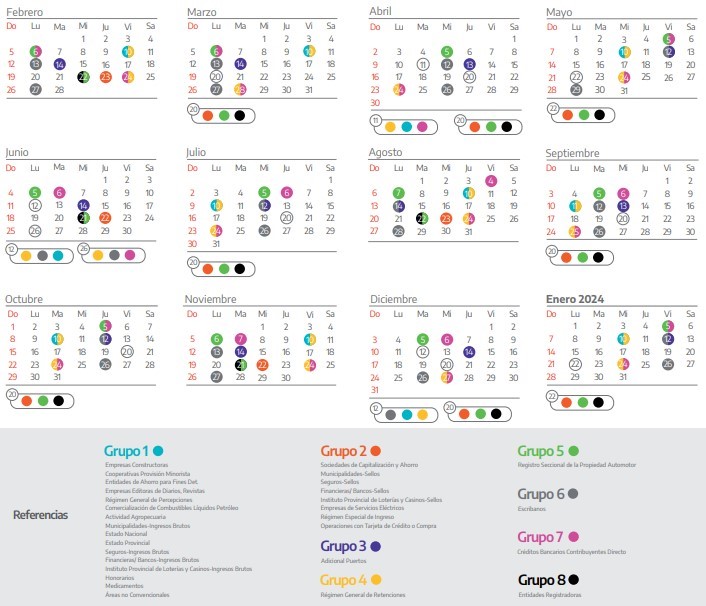 Febrero
Do Lu Ma Mi Ju Vi Sa
1 2 3 4
5 6 7 8 9 10 11
12 13 14 15 16 17 18
19 20 21 22 23 24 25
26 27 28
Marzo
Do Lu Ma Mi Ju Vi Sa
1 2 3 4
5 6 7 8 9 10 11
12 13 14 15 16 17 18
19 20 21 22 23 24 25
26 27 28 29 30 31
20
Abril
Do Lu Ma Mi Ju Vi Sa
1
2 3 4 5 6 7 8
9 10 11 12 13 14 15
16 17 18 19 20 21 22
23 24 25 26 27 28 29
30
11
20
Mayo
Do Lu Ma Mi Ju Vi Sa
1 2 3 4 5 6
7 8 9 10 11 12 13
14 15 16 17 18 19 20
21 22 23 24 25 26 27
28 29 30 31
22
Junio
Do Lu Ma Mi Ju Vi Sa
1 2 3
4 5 6 7 8 9 10
11 12 13 14 15 16 17
18 19 20 21 22 23 24
25 26 27 28 29 30
12
26
Julio
Do Lu Ma Mi Ju Vi Sa
1
2 3 4 5 6 7 8
9 10 11 12 13 14 15
16 17 18 19 20 21 22
23 24 25 26 27 28 29
30 31
20
Agosto
Do Lu Ma Mi Ju Vi Sa
1 2 3 4 5
6 7 8 9 10 11 12
13 14 15 16 17 18 19
20 21 22 23 24 25 26
27 28 29 30 31
Septiembre
Do Lu Ma Mi Ju Vi Sa
1 2
3 4 5 6 7 8 9
10 11 12 13 14 15 16
17 18 19 20 21 22 23
24 25 26 27 28 29 30
20
Octubre
Do Lu Ma Mi Ju Vi Sa
1 2 3 4 5 6 7
8 9 10 11 12 13 14
15 16 17 18 19 20 21
22 23 24 25 26 27 28
29 30 31
20
Noviembre
Do Lu Ma Mi Ju Vi Sa
1 2 3 4
5 6 7 8 9 10 11
12 13 14 15 16 17 18
19 20 21 22 23 24 25
26 27 28 29 30
Diciembre
Do Lu Ma Mi Ju Vi Sa
1 2
3 4 5 6 7 8 9
10 11 12 13 14 15 16
17 18 19 20 21 22 23
24 25 26 27 28 29 30
31
12
20
Enero 2024
Do Lu Ma Mi Ju Vi Sa
1 2 3 4 5 6
7 8 9 10 11 12 13
14 15 16 17 18 19 20
21 22 23 24 25 26 27
28 29 30 31
22
Referencias
Grupo 1
Empresas Constructoras
Cooperativas Provisión Minorista
Entidades de Ahorro para Fines Det.
Empresas Editoras de Diarios, Revistas
Régimen General de Percepciones
Comercialización de Combustibles Líquidos Petróleo
Actividad Agropecuaria
Municipalidades-Ingresos Brutos
Estado Nacional
Estado Provincial
Seguros-Ingresos Brutos
Financieras/ Bancos-Ingresos Brutos
Instituto Provincial de Loterías y Casinos-Ingresos Brutos
Honorarios
Medicamentos
Áreas no Convencionales
Grupo 2
Sociedades de Capitalización y Ahorro
Municipalidades-Sellos
Seguros-Sellos
Financieras/ Bancos-Sellos
Instituto Provincial de Loterías y Casinos-Sellos
Empresas de Servicios Eléctricos
Régimen Especial de Ingreso
Operaciones con Tarjeta de Crédito o Compra
Grupo 3
Adicional Puertos
Grupo 4
Régimen General de Retenciones
Grupo 5
Registro Seccional de la Propiedad Automotor
Grupo 6
Escribanos
Grupo 7
Créditos Bancarios Contribuyentes Directo
Grupo 8
Entidades Registradoras